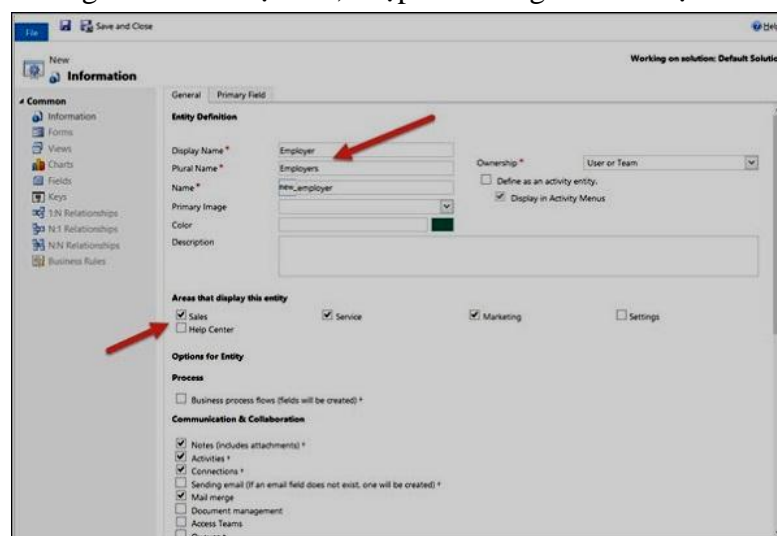 File
Save and Close
Help
New
Information
Working on solution: Default Solutio
Common
Information
Forms
Views
Charts
Fields
Keys
1:N Relationships
N:1 Relationships
N:N Relationships
Business Rules
General Primary Field
Entity Definition
Display Name * Employer
Plural Name * Employers
Name * new_employer
Primary Image
Color
Description
Ownership * User or Team
Define as an activity entity.
Display in Activity Menus
Areas that display this entity
Sales Service Marketing Settings
Help Center
Options for Entity
Process
Business process flows (fields will be created) +
Communication & Collaboration
Notes (includes attachments) +
Activities +
Connections +
Sending email (If an email field does not exist, one will be created) +
Mail merge
Document management
Access Teams